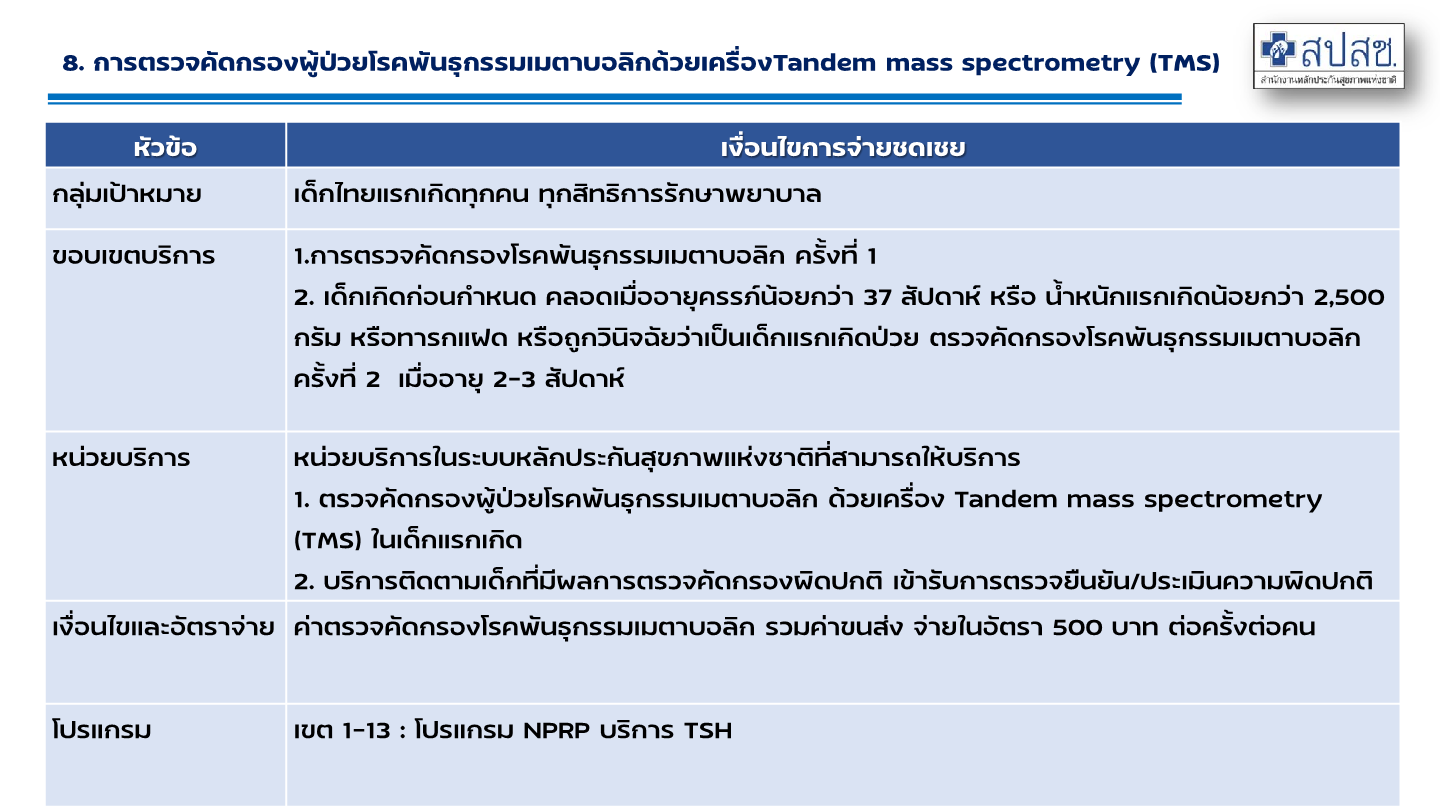 8. การตรวจคัดกรองผู้ป่วยโรคพันธุกรรมเมตาบอลิกด้วยเครื่องTandem mass spectrometry (TMS)
สปสช.
สำนักงานหลักประกันสุขภาพแห่งชาติ
หัวข้อ
เงื่อนไขการจ่ายชดเชย
กลุ่มเป้าหมาย
เด็กไทยแรกเกิดทุกคน ทุกสิทธิการรักษาพยาบาล
ขอบเขตบริการ
1.การตรวจคัดกรองโรคพันธุกรรมเมตาบอลิก ครั้งที่ 1
2. เด็กเกิดก่อนกำหนด คลอดเมื่ออายุครรภ์น้อยกว่า 37 สัปดาห์ หรือ น้ำหนักแรกเกิดน้อยกว่า 2,500
กรัม หรือทารกแฝด หรือถูกวินิจฉัยว่าเป็นเด็กแรกเกิดป่วย ตรวจคัดกรองโรคพันธุกรรมเมตาบอลิก
ครั้งที่ 2 เมื่ออายุ 2-3 สัปดาห์
หน่วยบริการ
หน่วยบริการในระบบหลักประกันสุขภาพแห่งชาติที่สามารถให้บริการ
1. ตรวจคัดกรองผู้ป่วยโรคพันธุกรรมเมตาบอลิก ด้วยเครื่อง Tandem mass spectrometry
(TMS) ในเด็กแรกเกิด
2. บริการติดตามเด็กที่มีผลการตรวจคัดกรองผิดปกติ เข้ารับการตรวจยืนยัน/ประเมินความผิดปกติ
เงื่อนไขและอัตราจ่าย
ค่าตรวจคัดกรองโรคพันธุกรรมเมตาบอลิก รวมค่าขนส่ง จ่ายในอัตรา 500 บาท ต่อครั้งต่อคน
โปรแกรม
เขต 1-13 : โปรแกรม NPRP บริการ TSH